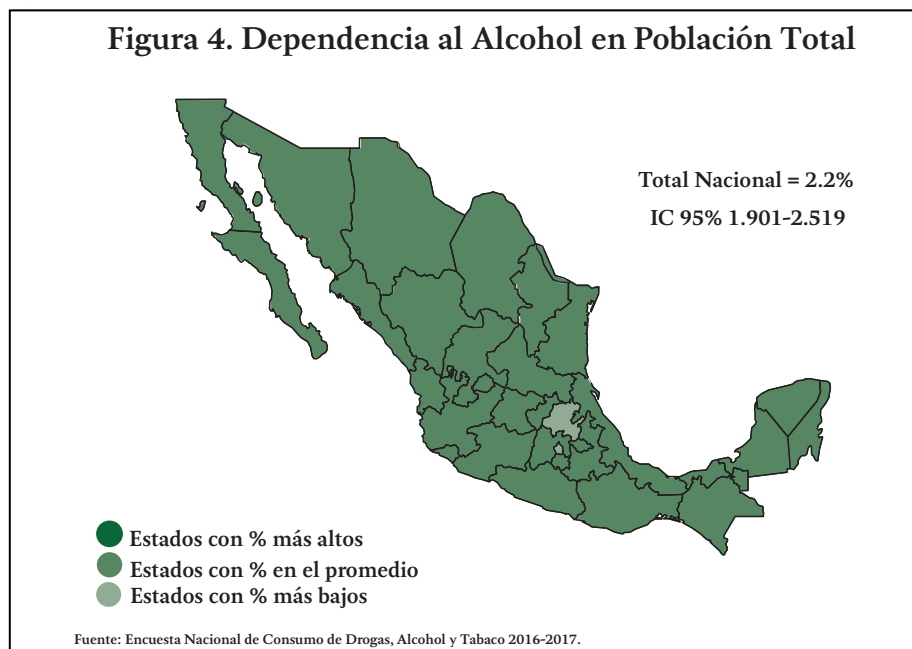 Figura 4. Dependencia al Alcohol en Población Total
Total Nacional = 2.2%
IC 95% 1.901-2.519
Estados con % más altos
Estados con % en el promedio
Estados con % más bajos
Fuente: Encuesta Nacional de Consumo de Drogas, Alcohol y Tabaco 2016-2017.